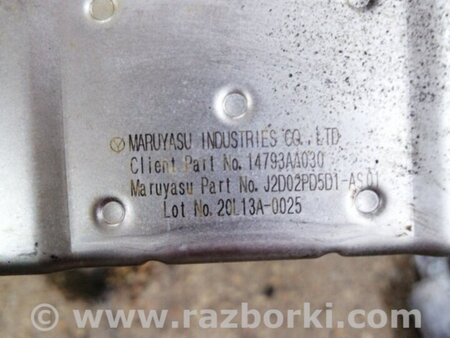 MARUYASU INDUSTRIES CO., LTD
Client Part No. 14793AA030
Maruyasu Part No. J2D02PD5D1-AS01
Lot No. 20L13A-0025
www.razborki.com